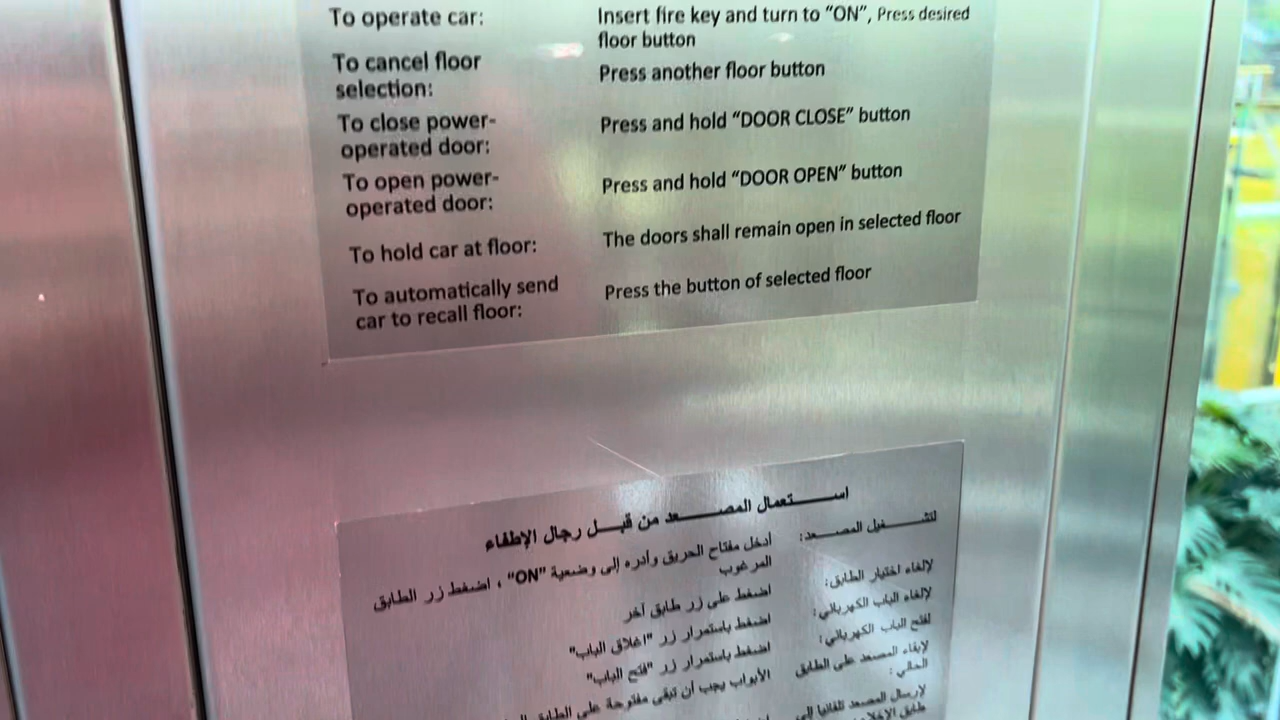 To operate car: Insert fire key and turn to “ON”, Press desired
floor button
To cancel floor
selection: Press another floor button
To close power-
operated door: Press and hold “DOOR CLOSE” button
To open power-
operated door: Press and hold “DOOR OPEN” button
To hold car at floor: The doors shall remain open in selected floor
To automatically send
car to recall floor: Press the button of selected floor
استعمال المصعد من قبل رجال الإطفاء
لتشغيل المصعد: أدخل مفتاح الحريق وأدره إلى وضعية "ON" ، اضغط زر الطابق
المرغوب
لإلغاء اختيار الطابق: اضغط على زر طابق آخر
لإلغاء الباب الكهربائي: اضغط باستمرار زر "اغلاق الباب"
لفتح الباب الكهربائي: اضغط باستمرار زر "فتح الباب"
لإبقاء المصعد على الطابق
الحالي: الأبواب يجب أن تبقى مفتوحة على الطابق
لإرسال المصعد تلقائيا إلى
طابق